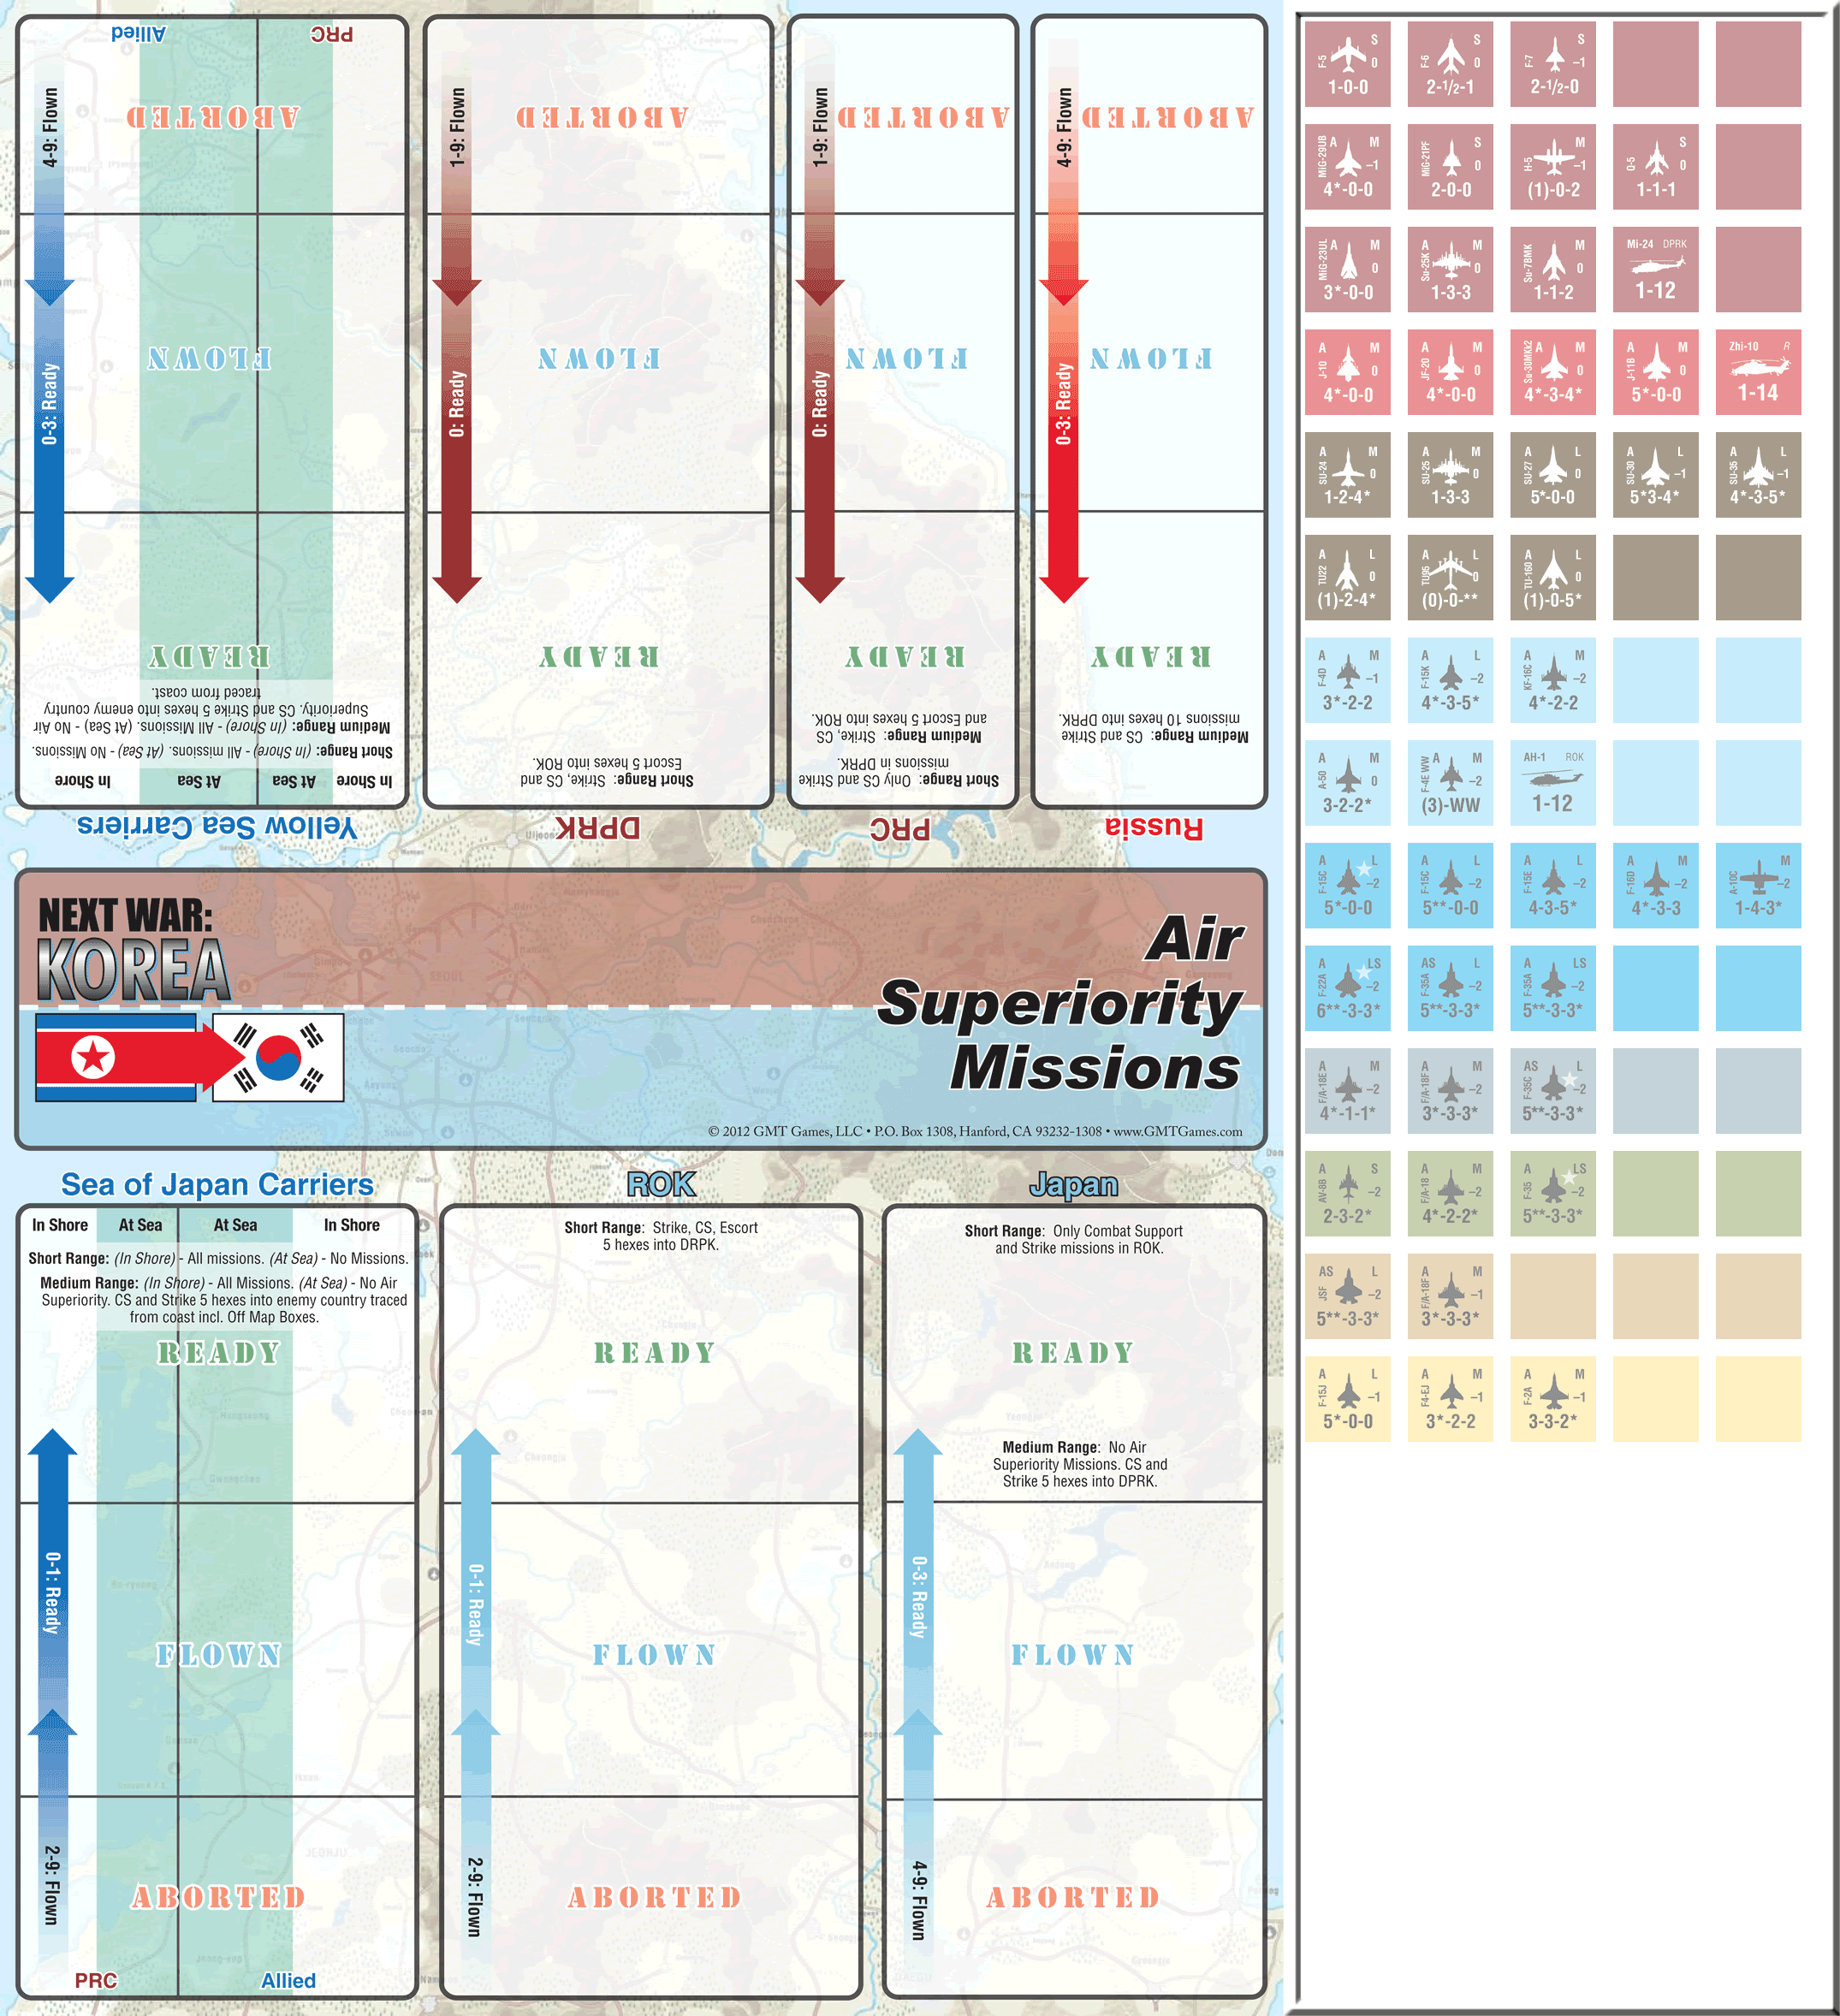 Allied
PRC
4-9: Flown
ABORTED
0-3: Ready
FLOWN
READY
Medium Range: (In Shore) - All Missions. (At Sea) - No Air
Superiority. CS and Strike 5 hexes into enemy country
traced from coast.
Short Range: (In Shore) - All missions. (At Sea) - No Missions.
In Shore At Sea At Sea In Shore
Yellow Sea Carriers
1-9: Flown
ABORTED
0: Ready
FLOWN
READY
Short Range: Strike, CS and
Escort 5 hexes into ROK.
DPRK
1-9: Flown
ABORTED
0: Ready
FLOWN
READY
Medium Range: Strike, CS
and Escort 5 hexes into ROK.
Short Range: Only CS and Strike
missions in DPRK.
PRC
4-9: Flown
ABORTED
0-3: Ready
FLOWN
READY
Medium Range: CS and Strike
missions 10 hexes into DPRK.
Russia
NEXT WAR:
KOREA
Air
Superiority
Missions
© 2012 GMT Games, LLC • P.O. Box 1308, Hanford, CA 93232-1308 • www.GMTGames.com
Sea of Japan Carriers
In Shore At Sea At Sea In Shore
Short Range: (In Shore) - All missions. (At Sea) - No Missions.
Medium Range: (In Shore) - All Missions. (At Sea) - No Air
Superiority. CS and Strike 5 hexes into enemy country traced
from coast incl. Off Map Boxes.
READY
0-1: Ready
FLOWN
2-9: Flown
ABORTED
PRC
Allied
ROK
Short Range: Strike, CS, Escort
5 hexes into DRPK.
READY
0-1: Ready
FLOWN
2-9: Flown
ABORTED
Japan
Short Range: Only Combat Support
and Strike missions in ROK.
READY
Medium Range: No Air
Superiority Missions. CS and
Strike 5 hexes into DPRK.
0-3: Ready
FLOWN
4-9: Flown
ABORTED
F-5 S 0 1-0-0
F-6 S 0 2-1/2-1
F-7 S -1 2-1/2-0
MiG-29UB A M -1 4*-0-0
MiG-21PF S 0 2-0-0
H-5 M -1 (1)-0-2
Q-5 S 0 1-1-1
MiG-23UL A M 0 3*-0-0
Su-25K A M 0 1-3-3
Su-7BMK M 0 1-1-2
Mi-24 DPRK 1-12
J-10 A M 0 4*-0-0
JF-20 A M 0 4*-0-0
Su-30MKk2 A M 0 4*-3-4*
J-11B A M 0 5*-0-0
Zhi-10 R 1-14
SU-24 A M 0 1-2-4*
SU-25 A M 0 1-3-3
SU-27 A L 0 5*-0-0
SU-30 A L -1 5*3-4*
SU-35 A L -1 4*-3-5*
TU22 A L 0 (1)-2-4*
TU95 A L 0 (0)-0-**
TU-160 A L 0 (1)-0-5*
F-4D A M -1 3*-2-2
F-15K A L -2 4*-3-5*
KF-16C A M -2 4*-2-2
A-50 A M 0 3-2-2*
F-4E WW A M -2 (3)-WW
AH-1 ROK 1-12
F-15C A L -2 5*-0-0
F-15C A L -2 5**-0-0
F-15E A L -2 4-3-5*
F-16D A M -2 4*-3-3
A-10C M -2 1-4-3*
F-22A A LS -2 6**-3-3*
F-35A AS L -2 5**-3-3*
F-35A A LS -2 5**-3-3*
F/A-18E A M -2 4*-1-1*
F/A-18F A M -2 3*-3-3*
F-35C AS L -2 5**-3-3*
AV-8B A S -2 2-3-2*
F/A-18 A M -2 4*-2-2*
F-35 A LS -2 5**-3-3*
JSF AS L -2 5**-3-3*
F/A-18F A M -1 3*-3-3*
F-15J A L -1 5*-0-0
F4-EJ A M -1 3*-2-2
F-2A A M -1 3-3-2*